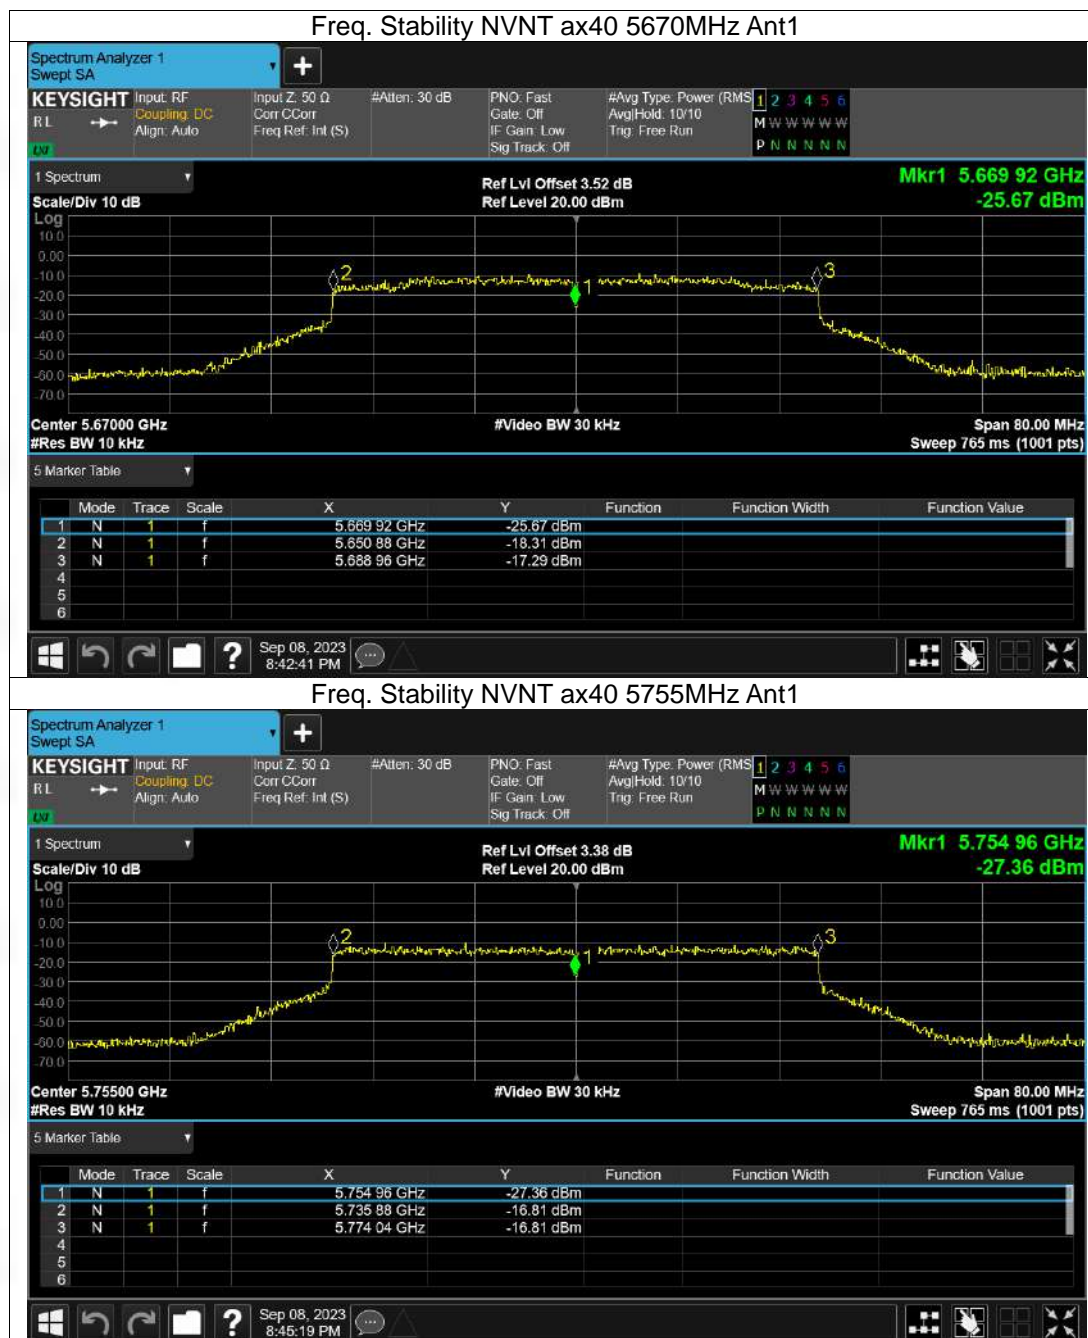 Freq. Stability NVNT ax40 5670MHz Ant1
Spectrum Analyzer 1
Swept SA
+
KEYSIGHT Input: RF Input Z: 50 Ω #Atten: 30 dB PNO: Fast #Avg Type: Power (RMS 1 2 3 4 5 6
RL Coupling: DC Corr CCorr Gate: Off Avg|Hold: 10/10 M W W W W W
Align: Auto Freq Ref: Int (S) IF Gain: Low Trig: Free Run
LXI Sig Track: Off P N N N N N
1 Spectrum Ref Lvl Offset 3.52 dB Mkr1 5.669 92 GHz
Scale/Div 10 dB Ref Level 20.00 dBm -25.67 dBm
Log
10.0
0.00
-10.0 2 3
-20.0 1
-30.0
-40.0
-50.0
-60.0
-70.0
Center 5.67000 GHz #Video BW 30 kHz Span 80.00 MHz
#Res BW 10 kHz Sweep 765 ms (1001 pts)
5 Marker Table
Mode Trace Scale X Y Function Function Width Function Value
1 N 1 f 5.669 92 GHz -25.67 dBm
2 N 1 f 5.650 88 GHz -18.31 dBm
3 N 1 f 5.688 96 GHz -17.29 dBm
4
5
6
? Sep 08, 2023
8:42:41 PM
Freq. Stability NVNT ax40 5755MHz Ant1
Spectrum Analyzer 1
Swept SA
+
KEYSIGHT Input: RF Input Z: 50 Ω #Atten: 30 dB PNO: Fast #Avg Type: Power (RMS 1 2 3 4 5 6
RL Coupling: DC Corr CCorr Gate: Off Avg|Hold: 10/10 M W W W W W
Align: Auto Freq Ref: Int (S) IF Gain: Low Trig: Free Run
LXI Sig Track: Off P N N N N N
1 Spectrum Ref Lvl Offset 3.38 dB Mkr1 5.754 96 GHz
Scale/Div 10 dB Ref Level 20.00 dBm -27.36 dBm
Log
10.0
0.00
-10.0 2 3
-20.0 1
-30.0
-40.0
-50.0
-60.0
-70.0
Center 5.75500 GHz #Video BW 30 kHz Span 80.00 MHz
#Res BW 10 kHz Sweep 765 ms (1001 pts)
5 Marker Table
Mode Trace Scale X Y Function Function Width Function Value
1 N 1 f 5.754 96 GHz -27.36 dBm
2 N 1 f 5.735 88 GHz -16.81 dBm
3 N 1 f 5.774 04 GHz -16.81 dBm
4
5
6
? Sep 08, 2023
8:45:19 PM